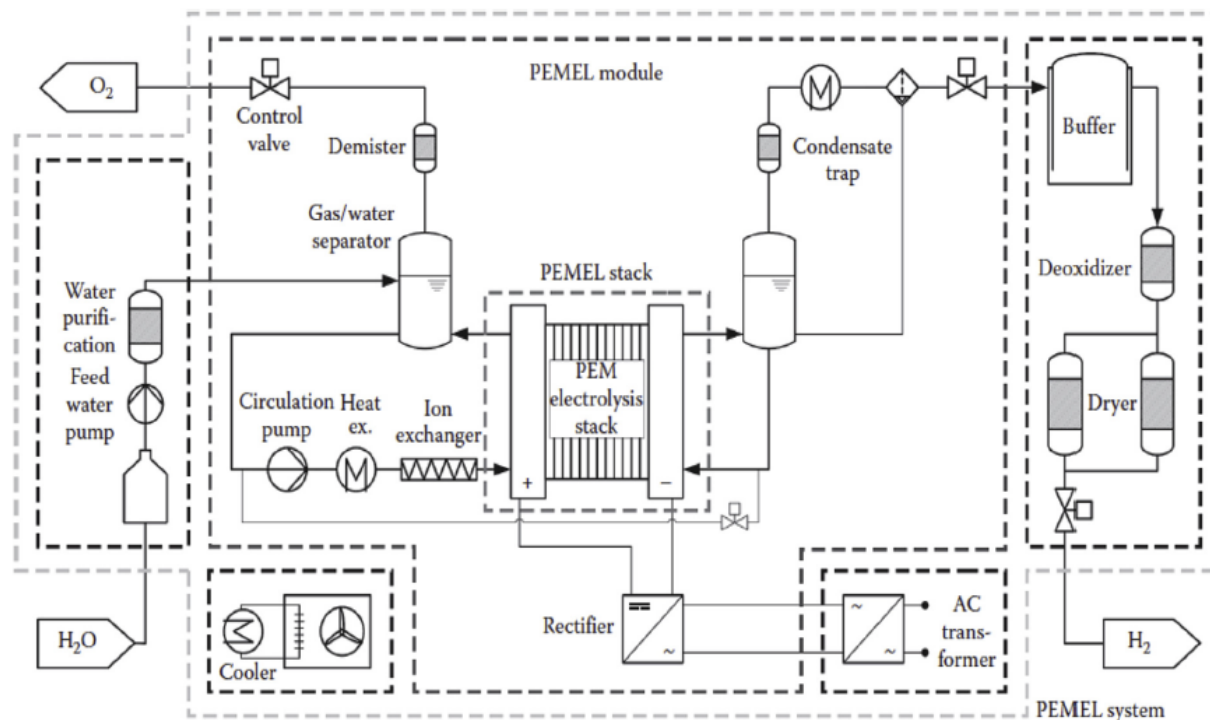 PEMEL module
O₂
Control
valve
Demister
Condensate
trap
Buffer
Gas/water
separator
PEMEL stack
Deoxidizer
Water
purifi-
cation
Feed
water
pump
Circulation
pump
Heat
ex.
Ion
exchanger
PEM
electrolysis
stack
Dryer
+
−
H₂O
Cooler
Rectifier
~
~
~
AC
trans-
former
H₂
PEMEL system